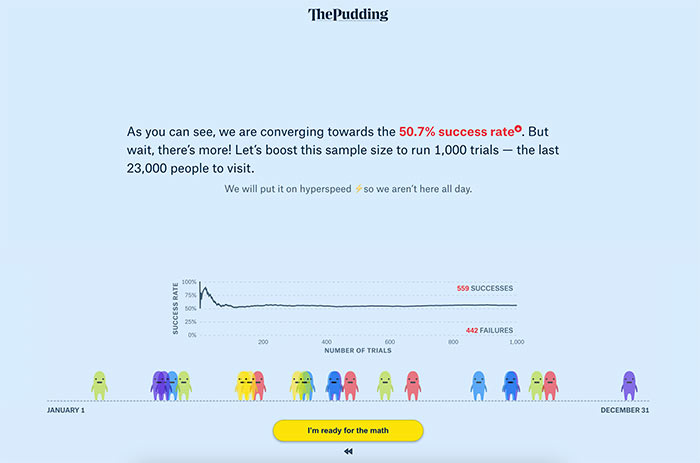 The Pudding
As you can see, we are converging towards the 50.7% success rate+. But
wait, there's more! Let's boost this sample size to run 1,000 trials — the last
23,000 people to visit.
We will put it on hyperspeed ⚡so we aren't here all day.
SUCCESS RATE
100%
75%
50%
25%
0%
559 SUCCESSES
442 FAILURES
200
400
600
800
1,000
NUMBER OF TRIALS
JANUARY 1
DECEMBER 31
I'm ready for the math